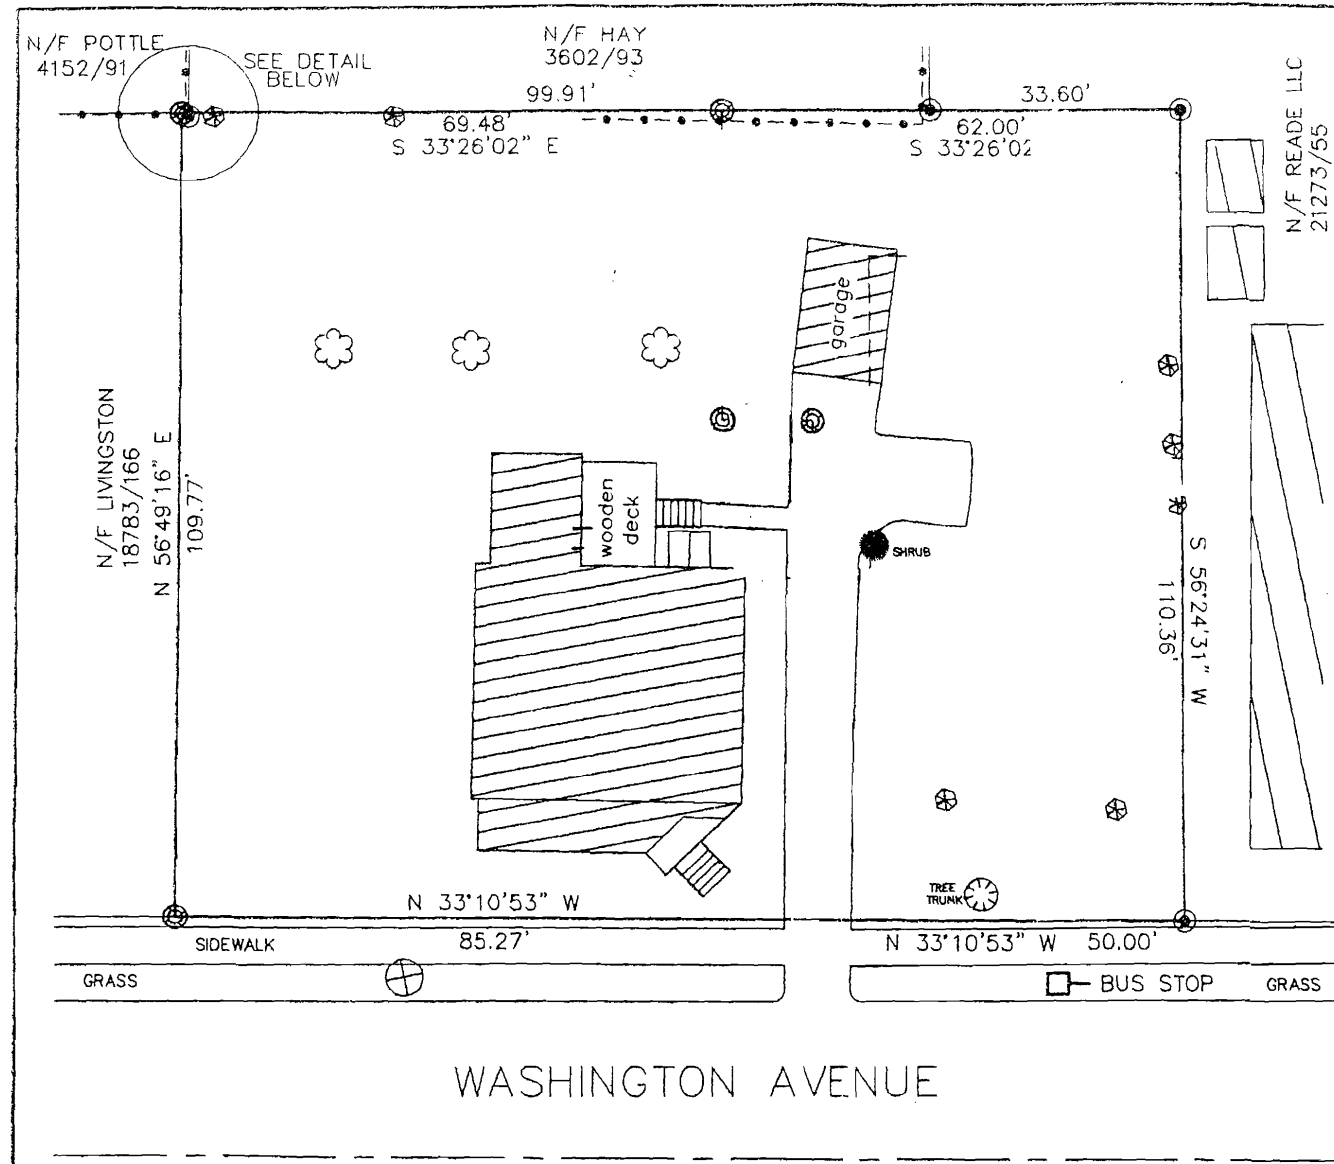 N/F POTTLE
4152/91
SEE DETAIL
BELOW
N/F HAY
3602/93
99.91'
33.60'
69.48'
S 33°26'02" E
62.00'
S 33°26'02
N/F READE LLC
21273/55
garage
N/F LIVINGSTON
18783/166
N 56°49'16" E
109.77'
wooden
deck
SHRUB
S 56°24'31" W
110.36'
TREE
TRUNK
N 33°10'53" W
85.27'
N 33°10'53" W 50.00'
SIDEWALK
GRASS
BUS STOP
GRASS
WASHINGTON AVENUE